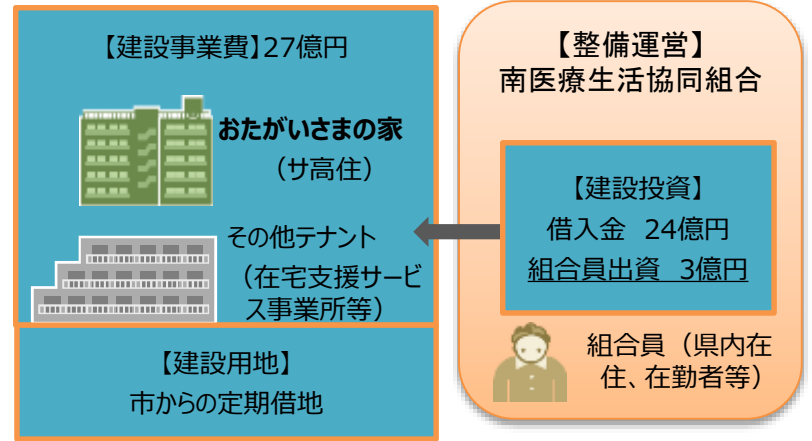 【建設事業費】27億円
おたがいさまの家
（サ高住）
その他テナント
（在宅支援サービ
ス事業所等）
【建設用地】
市からの定期借地
【整備運営】
南医療生活協同組合
【建設投資】
借入金　24億円
組合員出資　3億円
組合員（県内在
住、在勤者等）